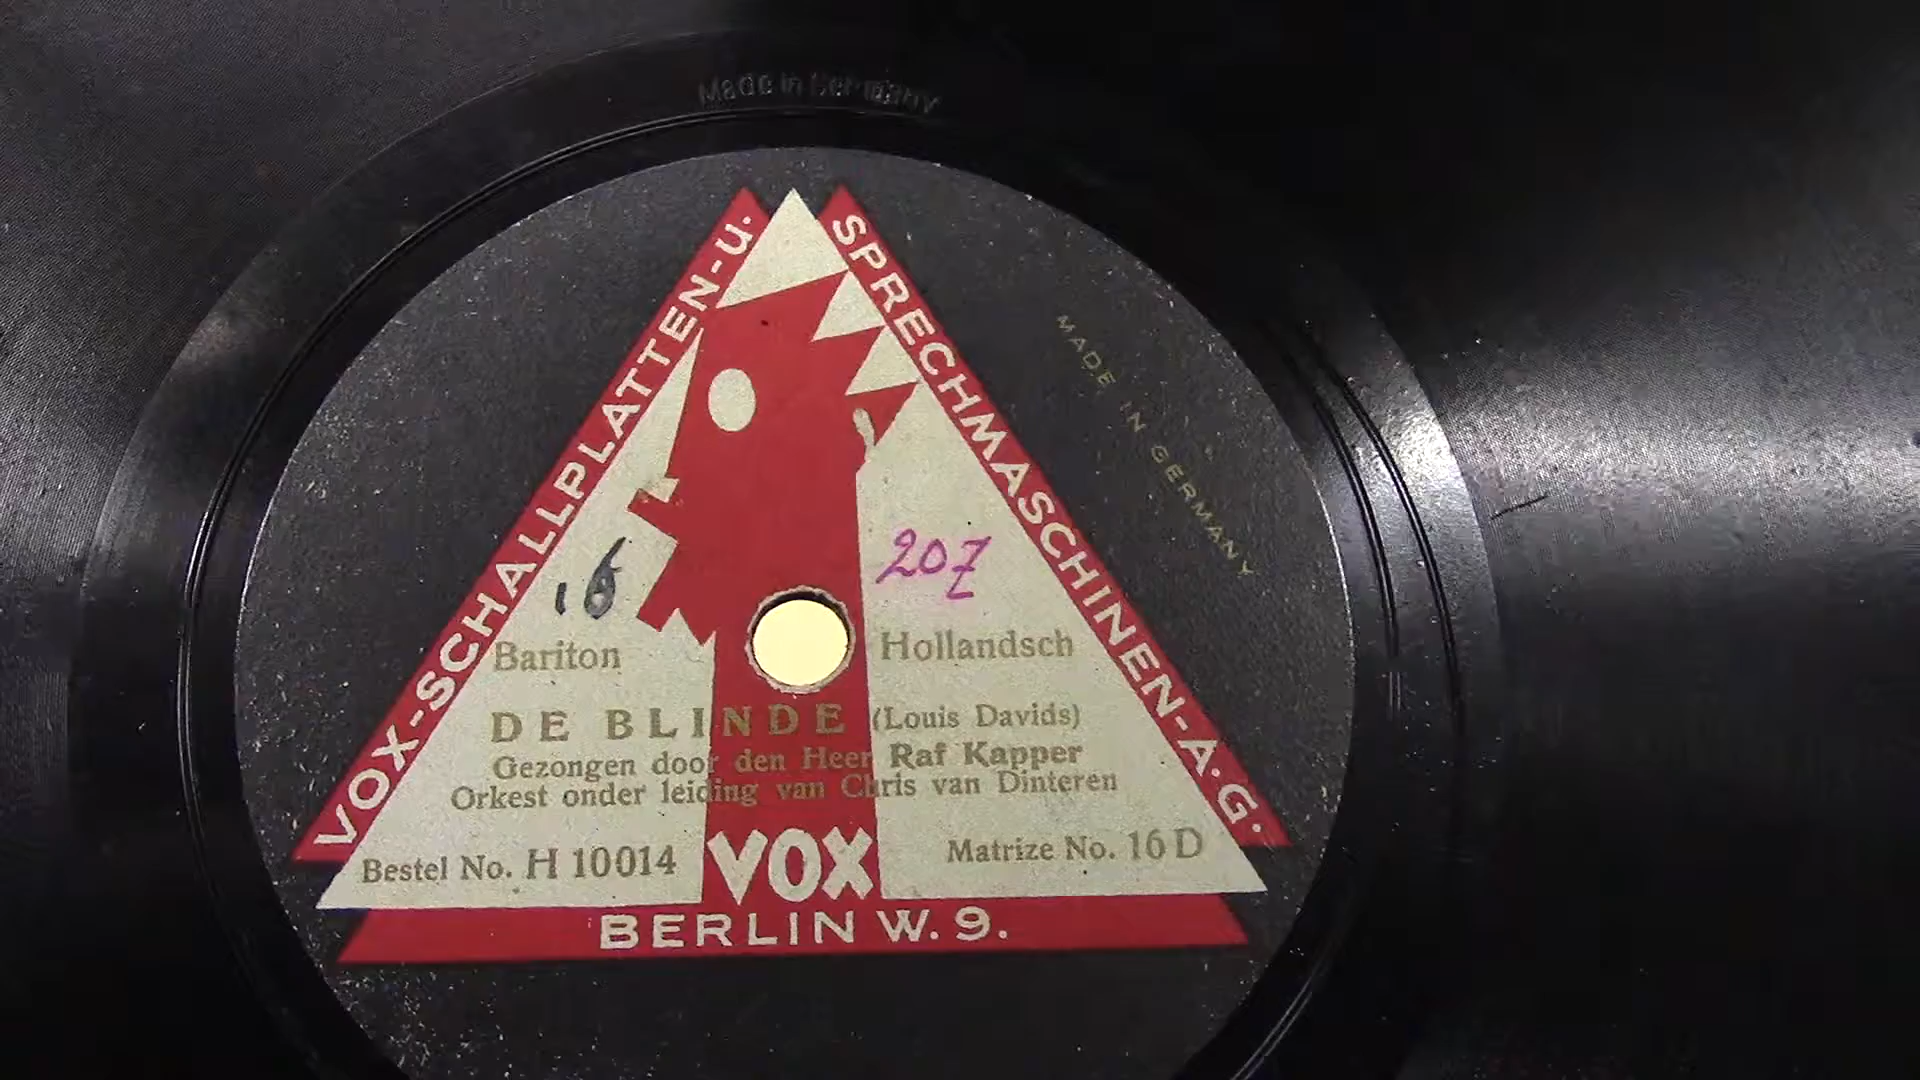 Made in Germany
VOX-SCHALLPLATTEN-U.
SPRECHMASCHINEN-A.G.
MADE IN GERMANY
16
207
Bariton
Hollandsch
DE BLINDE (Louis Davids)
Gezongen door den Heer Raf Kapper
Orkest onder leiding van Chris van Dinteren
Bestel No. H 10014
VOX
Matrize No. 16 D
BERLIN W. 9.